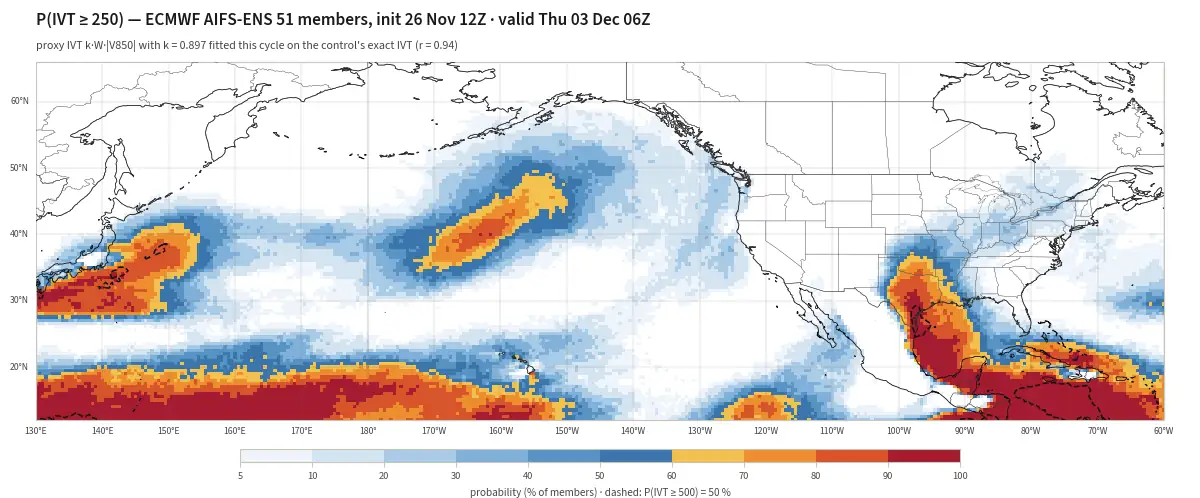 P(IVT ≥ 250) — ECMWF AIFS-ENS 51 members, init 26 Nov 12Z · valid Thu 03 Dec 06Z
proxy IVT k·W·|V850| with k = 0.897 fitted this cycle on the control's exact IVT (r = 0.94)
60°N
50°N
40°N
30°N
20°N
130°E 140°E 150°E 160°E 170°E 180° 170°W 160°W 150°W 140°W 130°W 120°W 110°W 100°W 90°W 80°W 70°W 60°W
5 10 20 30 40 50 60 70 80 90 100
probability (% of members) · dashed: P(IVT ≥ 500) = 50 %